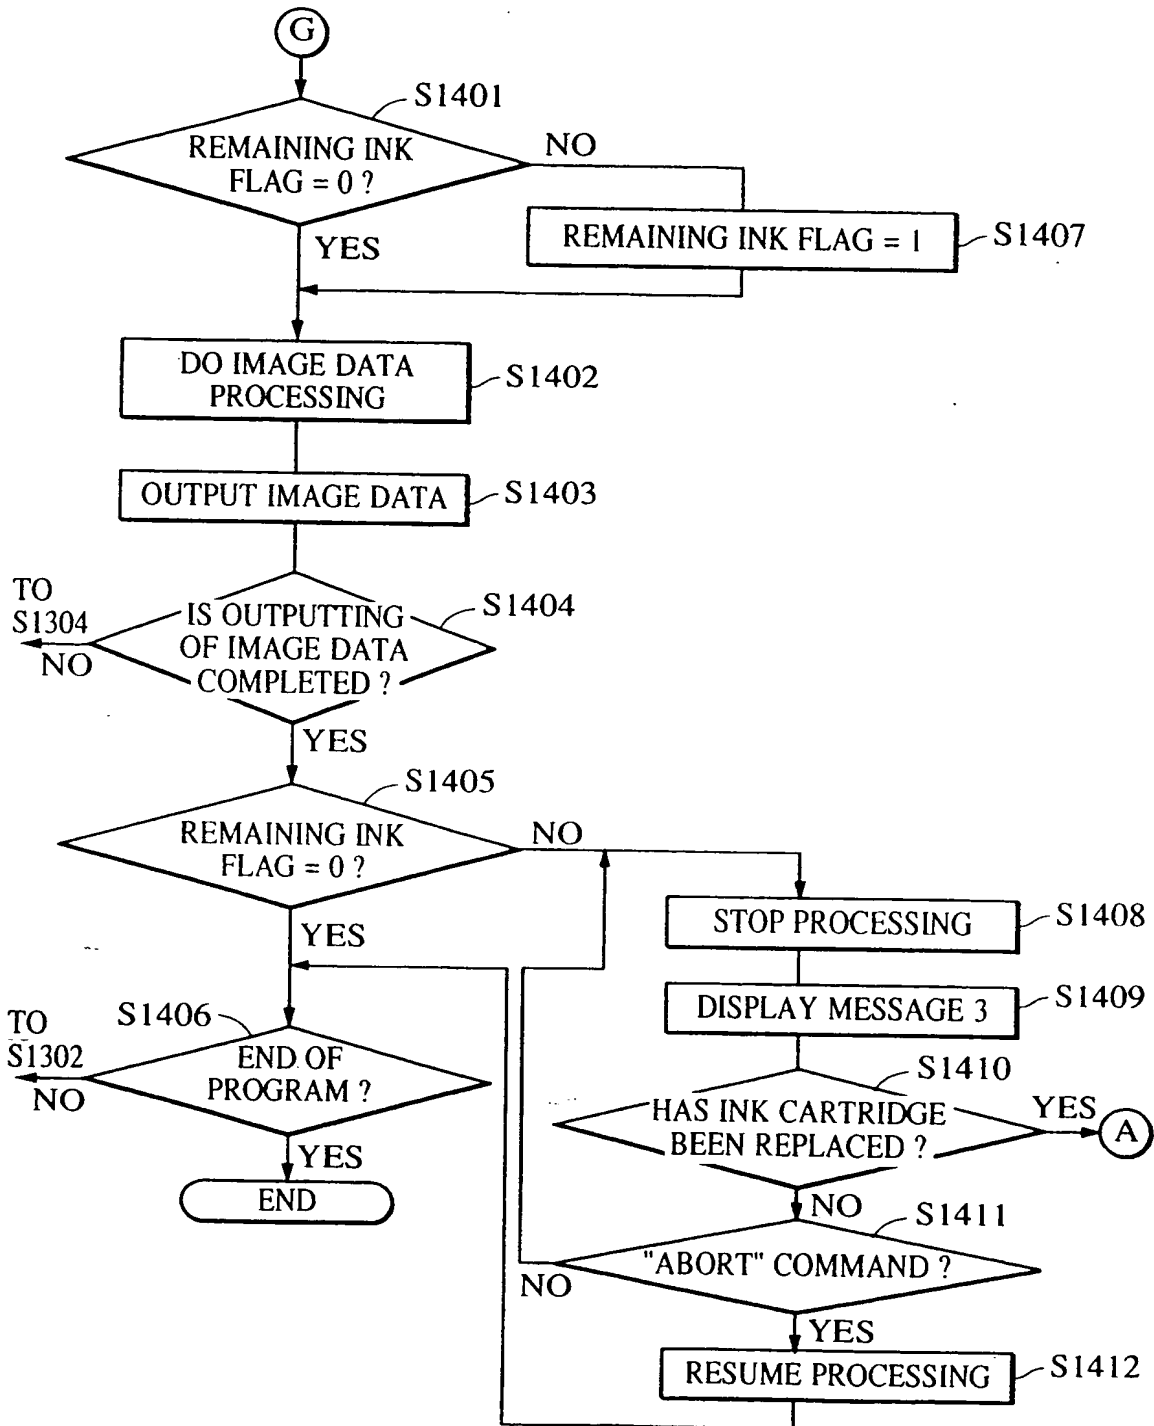 G
S1401
REMAINING INK
FLAG = 0 ?
NO
REMAINING INK FLAG = 1
S1407
YES
DO IMAGE DATA
PROCESSING
S1402
OUTPUT IMAGE DATA
S1403
TO
S1304
NO
IS OUTPUTTING
OF IMAGE DATA
COMPLETED ?
S1404
YES
S1405
REMAINING INK
FLAG = 0 ?
NO
STOP PROCESSING
S1408
YES
DISPLAY MESSAGE 3
S1409
TO
S1302
NO
S1406
END OF
PROGRAM ?
S1410
HAS INK CARTRIDGE
BEEN REPLACED ?
YES
A
YES
END
NO
S1411
"ABORT" COMMAND ?
NO
YES
RESUME PROCESSING
S1412